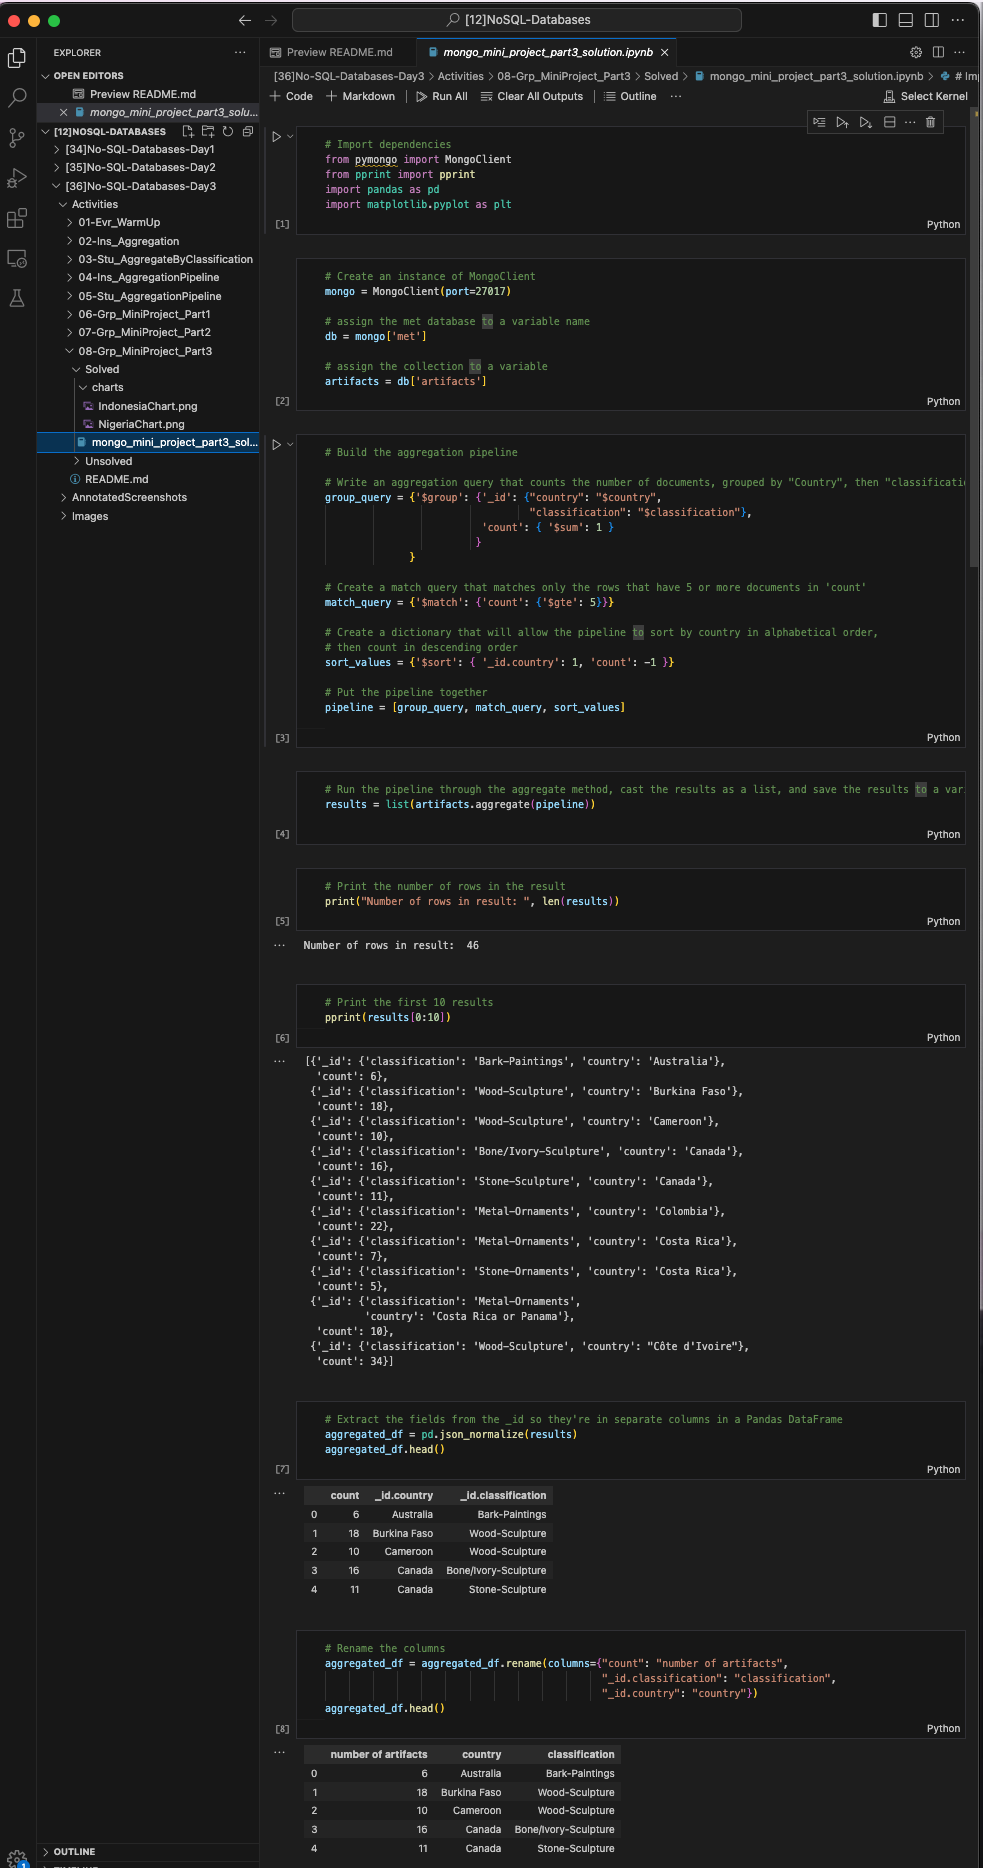 [12]NoSQL-Databases
EXPLORER
OPEN EDITORS
Preview README.md
mongo_mini_project_part3_solu...
[12]NOSQL-DATABASES
[34]No-SQL-Databases-Day1
[35]No-SQL-Databases-Day2
[36]No-SQL-Databases-Day3
Activities
01-Evr_WarmUp
02-Ins_Aggregation
03-Stu_AggregateByClassification
04-Ins_AggregationPipeline
05-Stu_AggregationPipeline
06-Grp_MiniProject_Part1
07-Grp_MiniProject_Part2
08-Grp_MiniProject_Part3
Solved
charts
IndonesiaChart.png
NigeriaChart.png
mongo_mini_project_part3_sol...
Unsolved
README.md
AnnotatedScreenshots
Images
OUTLINE
1
Preview README.md
mongo_mini_project_part3_solution.ipynb
[36]No-SQL-Databases-Day3 > Activities > 08-Grp_MiniProject_Part3 > Solved > mongo_mini_project_part3_solution.ipynb > # Im
+ Code + Markdown Run All Clear All Outputs Outline ... Select Kernel
# Import dependencies
from pymongo import MongoClient
from pprint import pprint
import pandas as pd
import matplotlib.pyplot as plt
[1] Python
# Create an instance of MongoClient
mongo = MongoClient(port=27017)
# assign the met database to a variable name
db = mongo['met']
# assign the collection to a variable
artifacts = db['artifacts']
[2] Python
# Build the aggregation pipeline
# Write an aggregation query that counts the number of documents, grouped by "Country", then "classificati
group_query = {'$group': {'_id': {"country": "$country",
"classification": "$classification"},
'count': { '$sum': 1 }
}
}
# Create a match query that matches only the rows that have 5 or more documents in 'count'
match_query = {'$match': {'count': {'$gte': 5}}}
# Create a dictionary that will allow the pipeline to sort by country in alphabetical order,
# then count in descending order
sort_values = {'$sort': { '_id.country': 1, 'count': -1 }}
# Put the pipeline together
pipeline = [group_query, match_query, sort_values]
[3] Python
# Run the pipeline through the aggregate method, cast the results as a list, and save the results to a var
results = list(artifacts.aggregate(pipeline))
[4] Python
# Print the number of rows in the result
print("Number of rows in result: ", len(results))
[5] Python
... Number of rows in result:  46
# Print the first 10 results
pprint(results[0:10])
[6] Python
... [{'_id': {'classification': 'Bark-Paintings', 'country': 'Australia'},
'count': 6},
{'_id': {'classification': 'Wood-Sculpture', 'country': 'Burkina Faso'},
'count': 18},
{'_id': {'classification': 'Wood-Sculpture', 'country': 'Cameroon'},
'count': 10},
{'_id': {'classification': 'Bone/Ivory-Sculpture', 'country': 'Canada'},
'count': 16},
{'_id': {'classification': 'Stone-Sculpture', 'country': 'Canada'},
'count': 11},
{'_id': {'classification': 'Metal-Ornaments', 'country': 'Colombia'},
'count': 22},
{'_id': {'classification': 'Metal-Ornaments', 'country': 'Costa Rica'},
'count': 7},
{'_id': {'classification': 'Stone-Ornaments', 'country': 'Costa Rica'},
'count': 5},
{'_id': {'classification': 'Metal-Ornaments',
'country': 'Costa Rica or Panama'},
'count': 10},
{'_id': {'classification': 'Wood-Sculpture', 'country': "Côte d'Ivoire"},
'count': 34}]
# Extract the fields from the _id so they're in separate columns in a Pandas DataFrame
aggregated_df = pd.json_normalize(results)
aggregated_df.head()
[7] Python
... count _id.country _id.classification
0 6 Australia Bark-Paintings
1 18 Burkina Faso Wood-Sculpture
2 10 Cameroon Wood-Sculpture
3 16 Canada Bone/Ivory-Sculpture
4 11 Canada Stone-Sculpture
# Rename the columns
aggregated_df = aggregated_df.rename(columns={"count": "number of artifacts",
"_id.classification": "classification",
"_id.country": "country"})
aggregated_df.head()
[8] Python
... number of artifacts country classification
0 6 Australia Bark-Paintings
1 18 Burkina Faso Wood-Sculpture
2 10 Cameroon Wood-Sculpture
3 16 Canada Bone/Ivory-Sculpture
4 11 Canada Stone-Sculpture